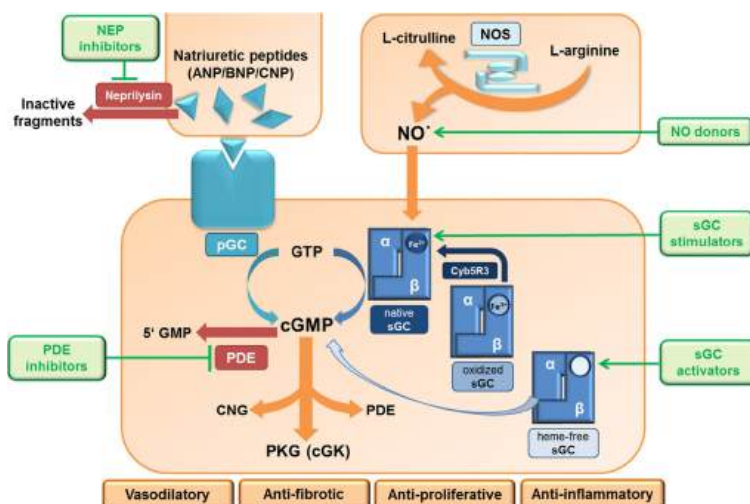 NEP
inhibitors
Natriuretic peptides
(ANP/BNP/CNP)
Neprilysin
Inactive
fragments
L-citrulline
NOS
L-arginine
NO·
NO donors
pGC
GTP
α
Fe²⁺
β
native
sGC
Cyb5R3
sGC
stimulators
α
β
oxidized
sGC
5' GMP
cGMP
PDE
PDE
inhibitors
α
β
heme-free
sGC
sGC
activators
CNG
PDE
PKG (cGK)
Vasodilatory
Anti-fibrotic
Anti-proliferative
Anti-inflammatory